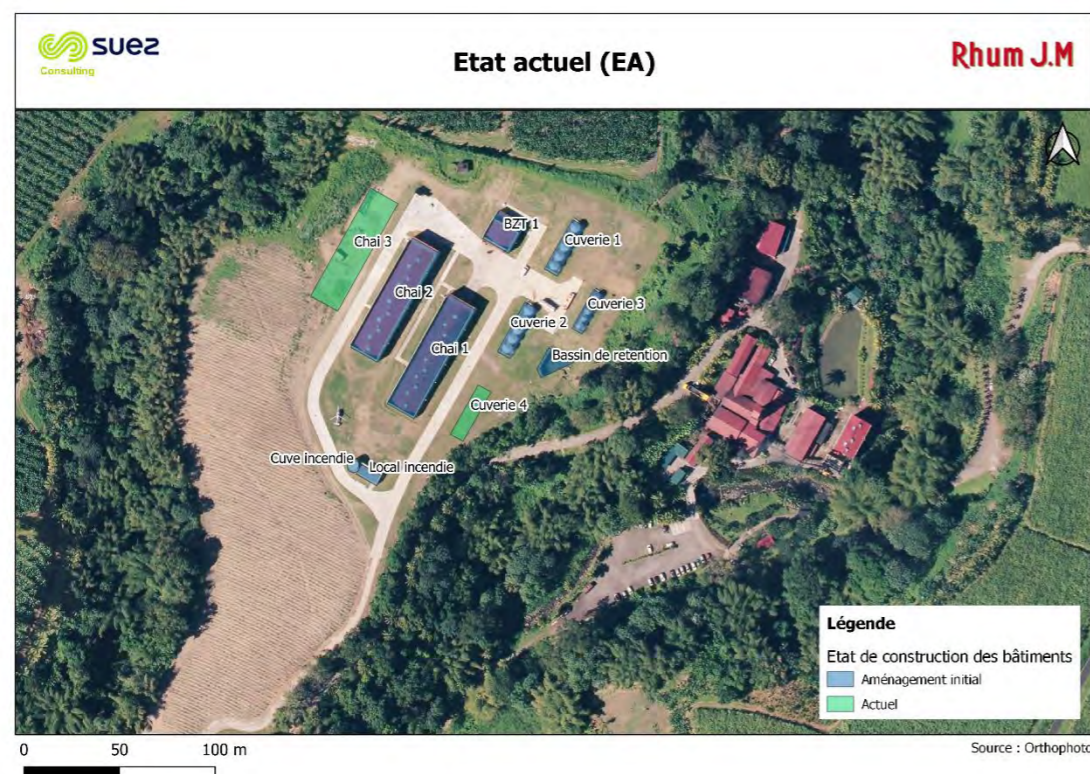 suez
Consulting
Etat actuel (EA)
Rhum J.M
BZT 1
Cuverie 1
Chai 3
Chai 2
Cuverie 3
Cuverie 2
Chai 1
Bassin de retention
Cuverie 4
Cuve incendie
Local incendie
Légende
Etat de construction des bâtiments
Aménagement initial
Actuel
0 50 100 m
Source : Orthophoto